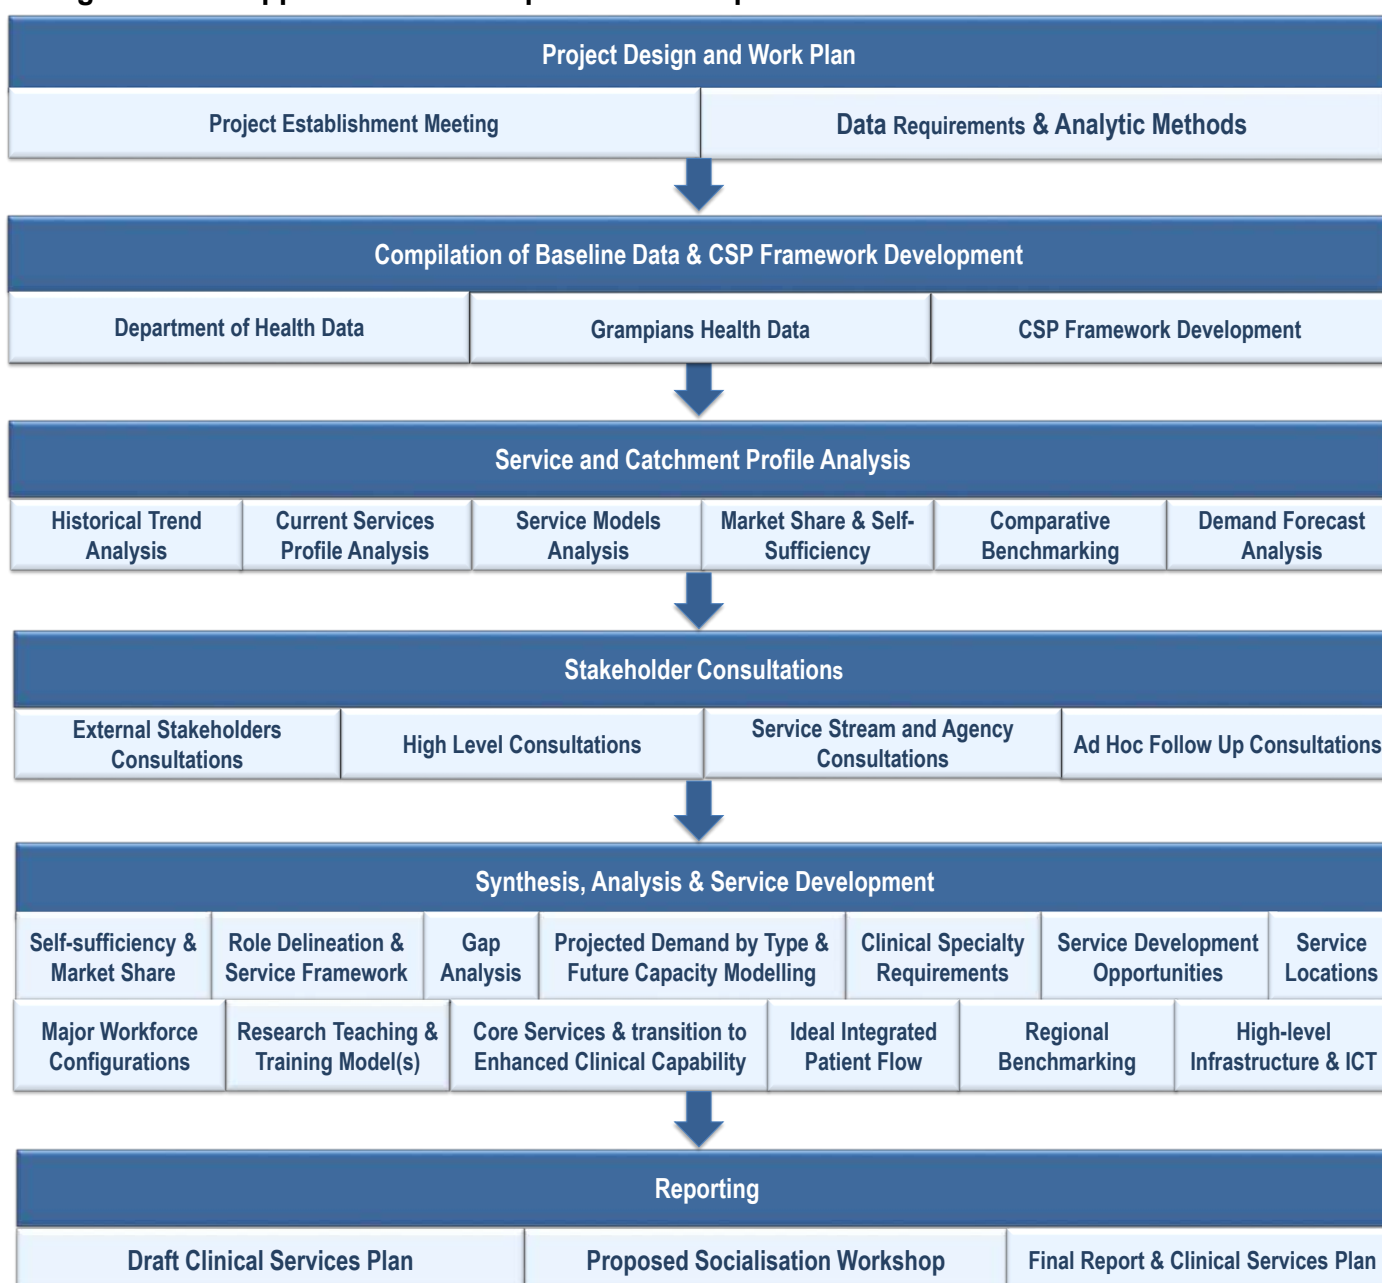 Project Design and Work Plan
Project Establishment Meeting
Data Requirements & Analytic Methods
Compilation of Baseline Data & CSP Framework Development
Department of Health Data
Grampians Health Data
CSP Framework Development
Service and Catchment Profile Analysis
Historical Trend
Analysis
Current Services
Profile Analysis
Service Models
Analysis
Market Share & Self-
Sufficiency
Comparative
Benchmarking
Demand Forecast
Analysis
Stakeholder Consultations
External Stakeholders
Consultations
High Level Consultations
Service Stream and Agency
Consultations
Ad Hoc Follow Up Consultations
Synthesis, Analysis & Service Development
Self-sufficiency &
Market Share
Role Delineation &
Service Framework
Gap
Analysis
Projected Demand by Type &
Future Capacity Modelling
Clinical Specialty
Requirements
Service Development
Opportunities
Service
Locations
Major Workforce
Configurations
Research Teaching &
Training Model(s)
Core Services & transition to
Enhanced Clinical Capability
Ideal Integrated
Patient Flow
Regional
Benchmarking
High-level
Infrastructure & ICT
Reporting
Draft Clinical Services Plan
Proposed Socialisation Workshop
Final Report & Clinical Services Plan